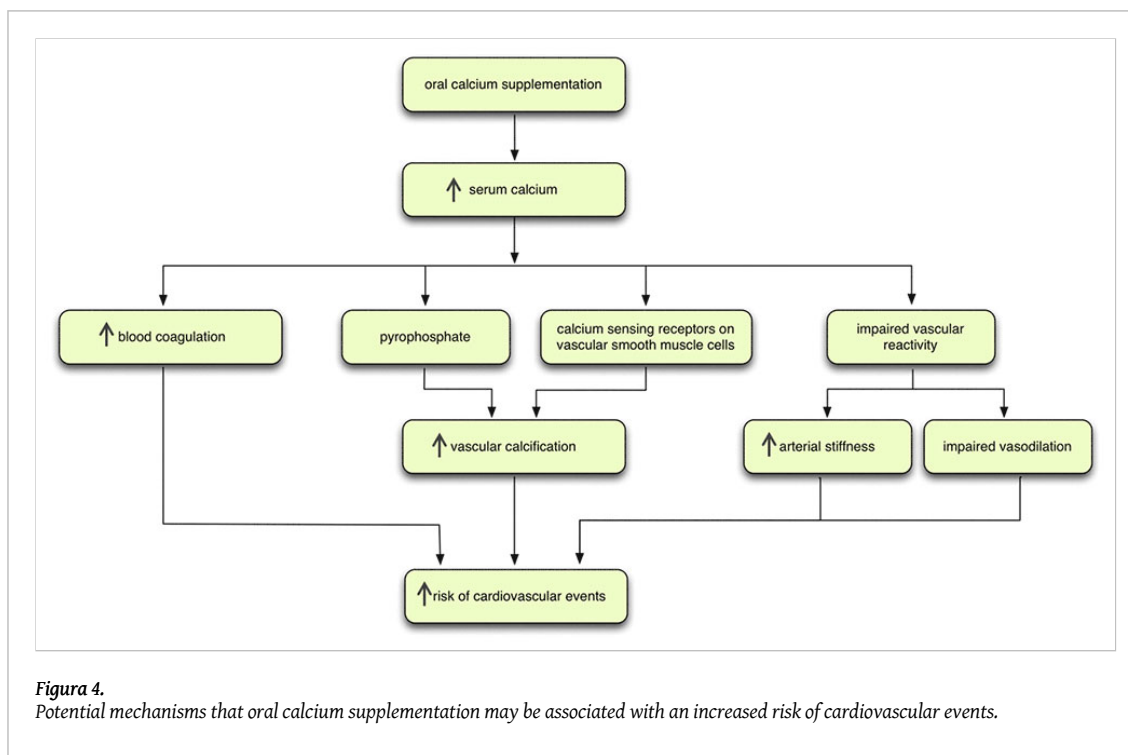 oral calcium supplementation
↑ serum calcium
↑ blood coagulation
pyrophosphate
calcium sensing receptors on
vascular smooth muscle cells
impaired vascular
reactivity
↑ vascular calcification
↑ arterial stiffness
impaired vasodilation
↑ risk of cardiovascular events
Figura 4.
Potential mechanisms that oral calcium supplementation may be associated with an increased risk of cardiovascular events.